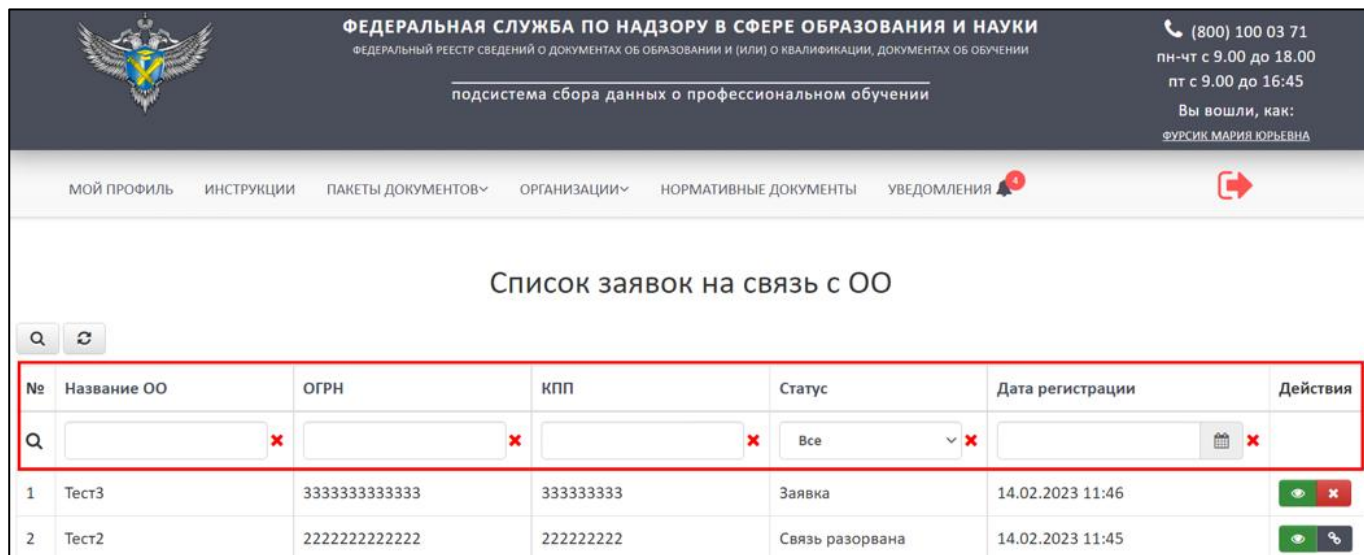 ФЕДЕРАЛЬНАЯ СЛУЖБА ПО НАДЗОРУ В СФЕРЕ ОБРАЗОВАНИЯ И НАУКИ
ФЕДЕРАЛЬНЫЙ РЕЕСТР СВЕДЕНИЙ О ДОКУМЕНТАХ ОБ ОБРАЗОВАНИИ И (ИЛИ) О КВАЛИФИКАЦИИ, ДОКУМЕНТАХ ОБ ОБУЧЕНИИ
подсистема сбора данных о профессиональном обучении
(800) 100 03 71
пн-чт с 9.00 до 18.00
пт с 9.00 до 16:45
Вы вошли, как:
ФУРСИК МАРИЯ ЮРЬЕВНА
МОЙ ПРОФИЛЬ ИНСТРУКЦИИ ПАКЕТЫ ДОКУМЕНТОВ ОРГАНИЗАЦИИ НОРМАТИВНЫЕ ДОКУМЕНТЫ УВЕДОМЛЕНИЯ 4
Список заявок на связь с ОО
№ Название ОО ОГРН КПП Статус Дата регистрации Действия
Все
1 Тест3 3333333333333 333333333 Заявка 14.02.2023 11:46
2 Тест2 2222222222222 222222222 Связь разорвана 14.02.2023 11:45